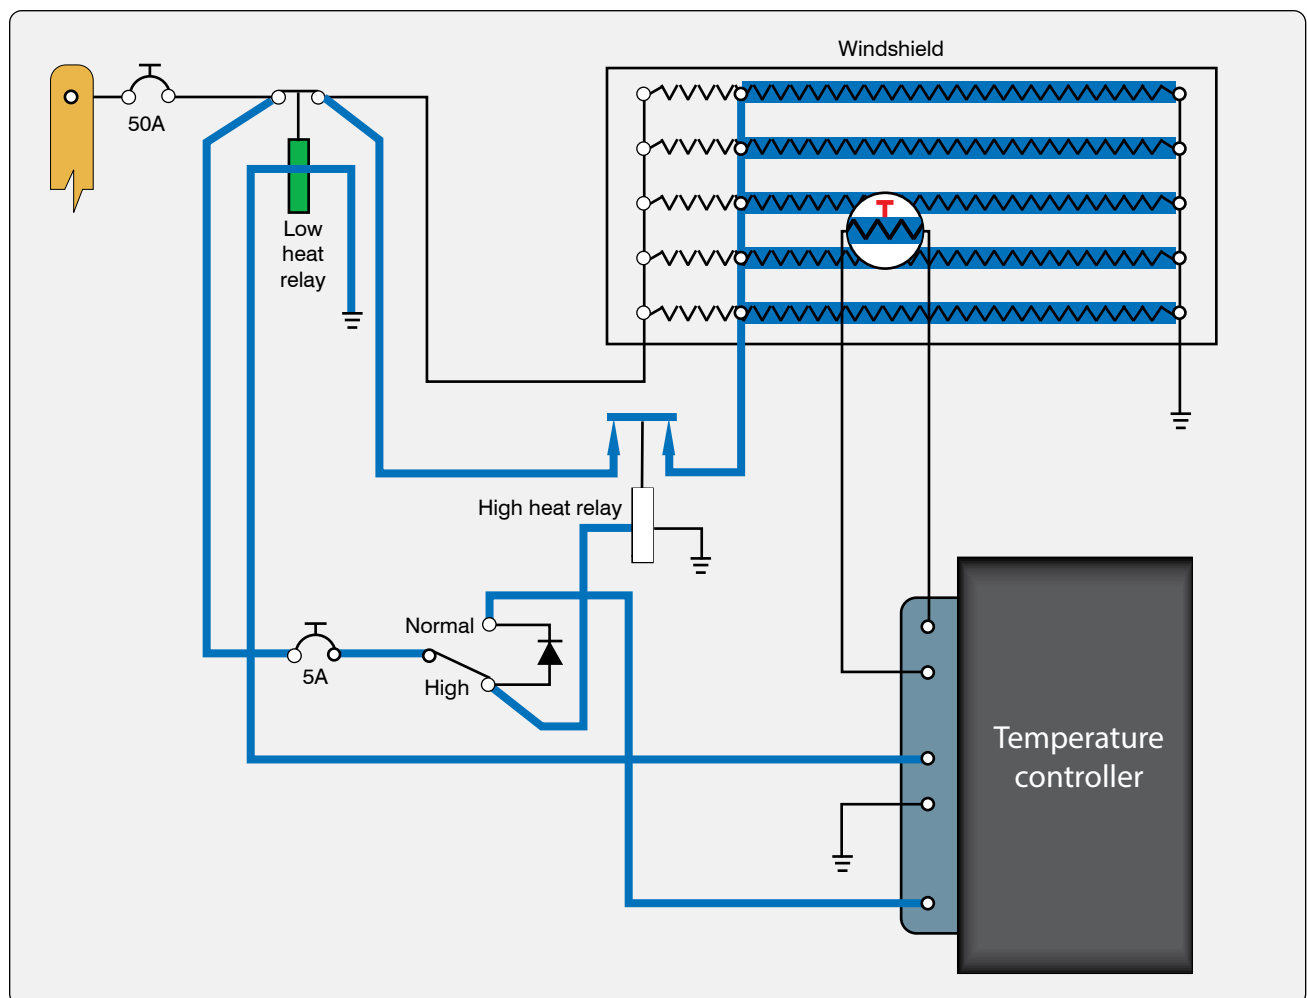 Windshield
50A
Low
heat
relay
T
High heat relay
Normal
5A
High
Temperature
controller